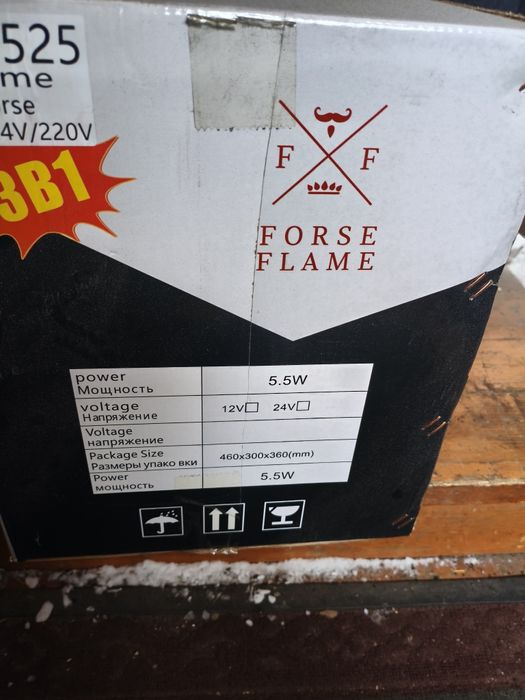 525
me
rse
4V/220V
3В1
F F
FORSE
FLAME
power
Мощность
5.5W
voltage
Напряжение
12V 24V
Voltage
напряжение
Package Size
Размеры упако вки
460x300x360(mm)
Power
мощность
5.5W